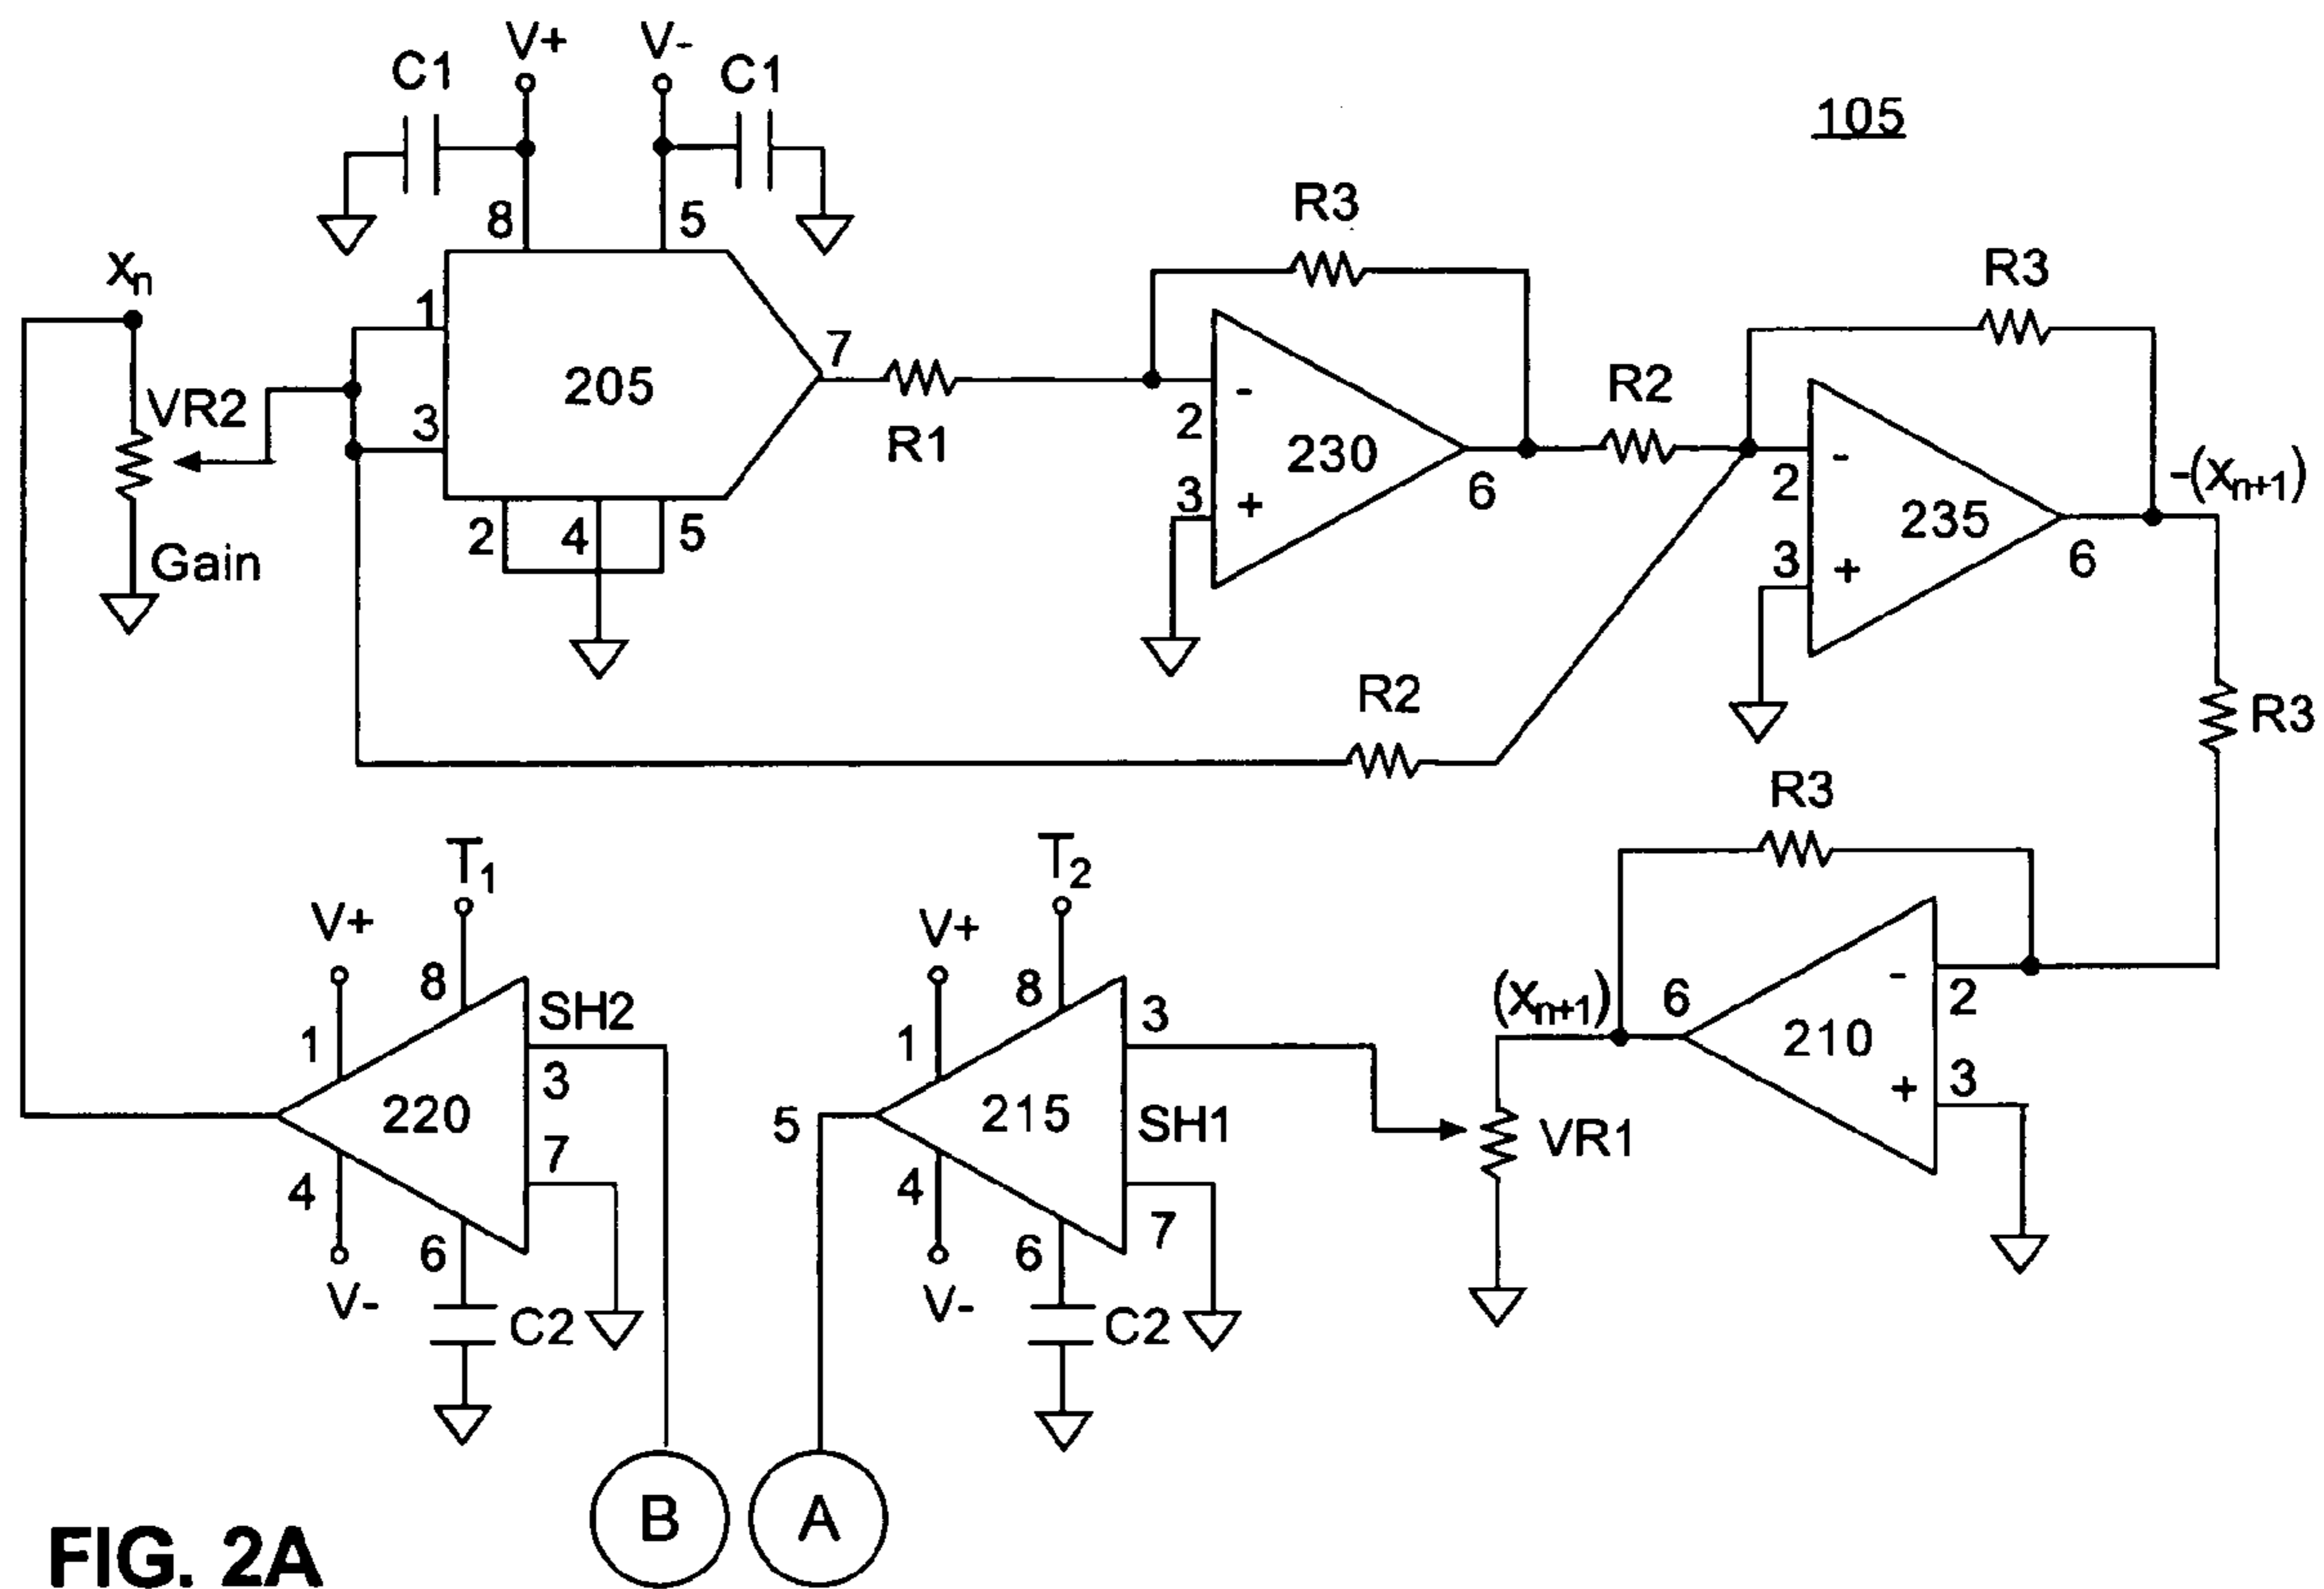 V+
V-
C1
C1
105
8
5
R3
R3
xn
1
7
205
VR2
3
R1
2
-
230
R2
3
+
6
2
-
235
-(xn+1)
Gain
2
4
5
3
+
6
R2
R3
R3
T1
T2
V+
V+
8
SH2
8
3
(xn+1)
6
-
2
1
3
1
210
220
215
SH1
+
3
5
VR1
4
7
4
7
6
6
V-
C2
V-
C2
B
A
FIG. 2A